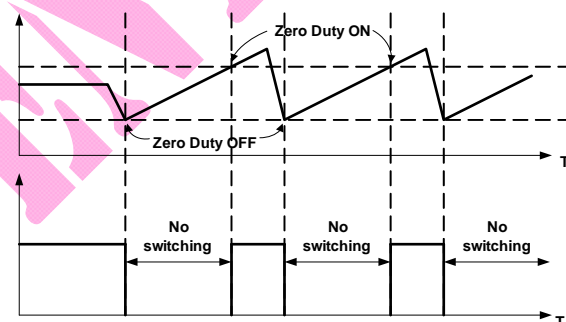 Zero Duty ON
Zero Duty OFF
T
No
switching
No
switching
No
switching
T